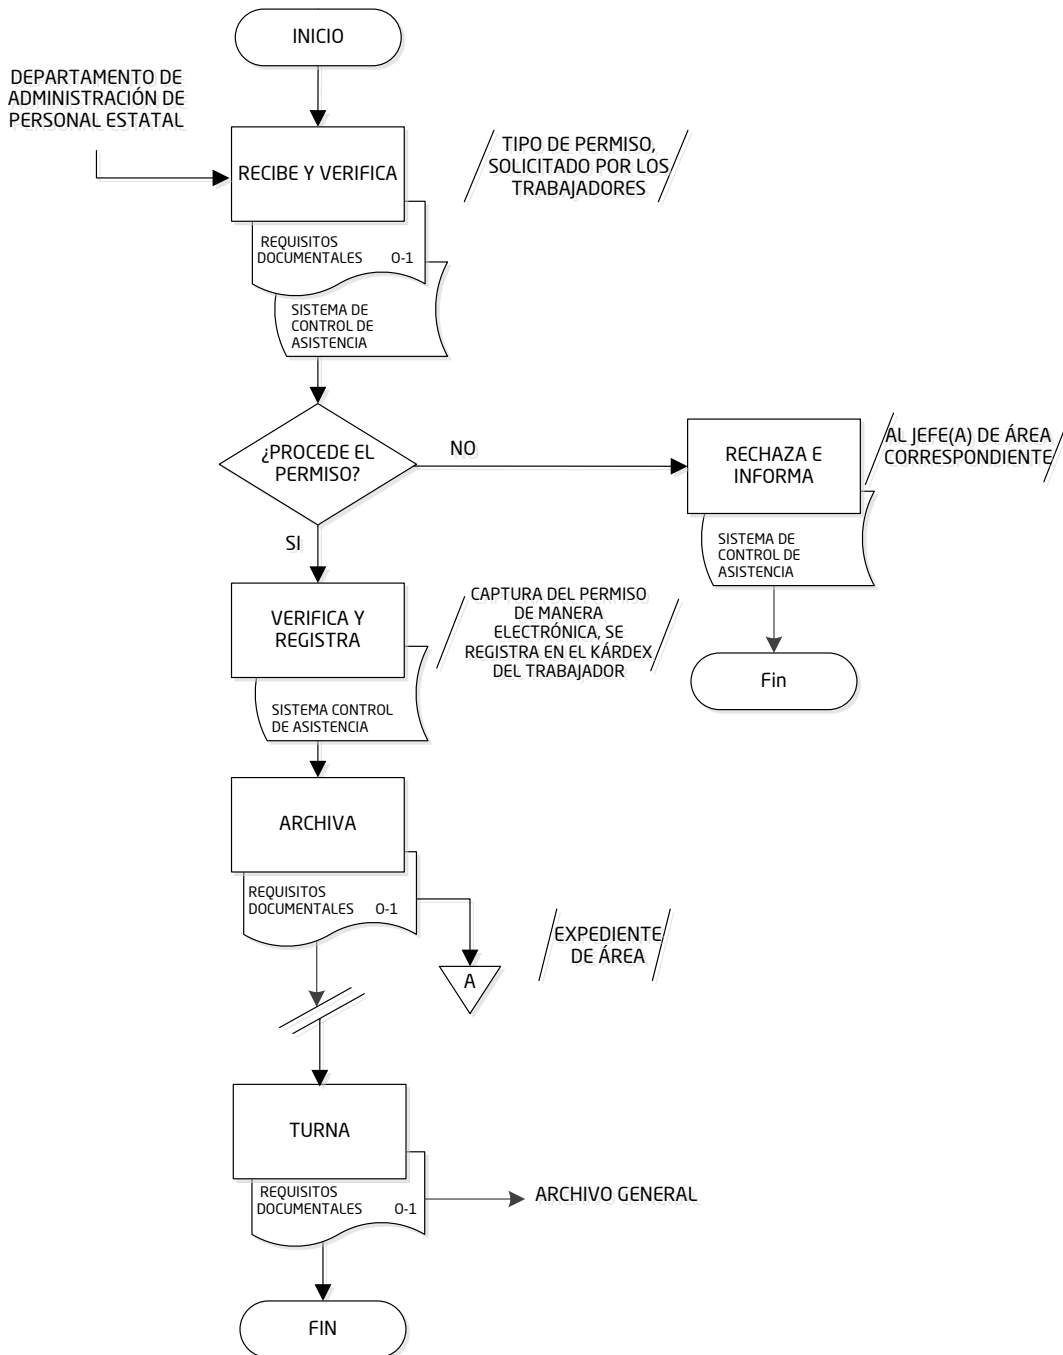 INICIO
DEPARTAMENTO DE
ADMINISTRACIÓN DE
PERSONAL ESTATAL
RECIBE Y VERIFICA
TIPO DE PERMISO,
SOLICITADO POR LOS
TRABAJADORES
REQUISITOS
DOCUMENTALES 0-1
SISTEMA DE
CONTROL DE
ASISTENCIA
¿PROCEDE EL
PERMISO?
NO
RECHAZA E
INFORMA
AL JEFE(A) DE ÁREA
CORRESPONDIENTE
SISTEMA DE
CONTROL DE
ASISTENCIA
Fin
SI
VERIFICA Y
REGISTRA
CAPTURA DEL PERMISO
DE MANERA
ELECTRÓNICA, SE
REGISTRA EN EL KÁRDEX
DEL TRABAJADOR
SISTEMA CONTROL
DE ASISTENCIA
ARCHIVA
REQUISITOS
DOCUMENTALES 0-1
A
EXPEDIENTE
DE ÁREA
TURNA
REQUISITOS
DOCUMENTALES 0-1
ARCHIVO GENERAL
FIN